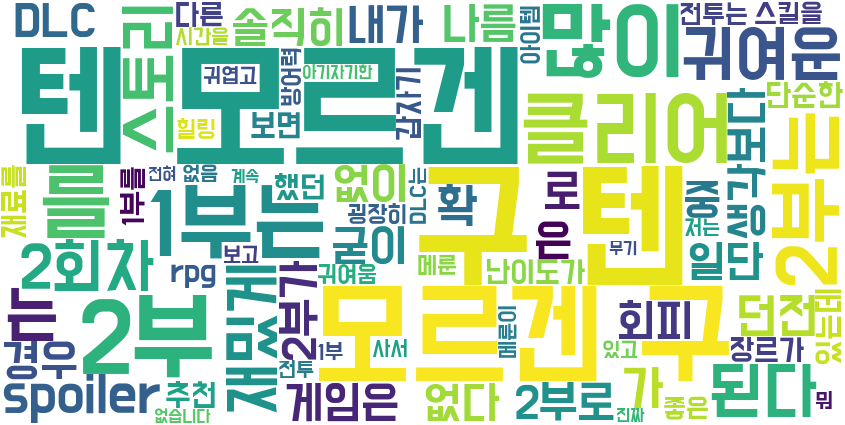 DLC
스토리
다른
시간을
솔직히
내가
나름
아이템
많이
전투는 스킬을
귀여운
텐 모르겐
귀엽고
아기자기한
방어력
갑자기
힐링
보면
클리어
단순한
생각보다
2부는
재료를
를
1부를
전혀 없음
계속
했던
없이
DLC는
굉장히
확
1부
구텐
로
중
저는
일단
2회차
rpg
재밌게
보고
귀여움
굳이
메룬
난이도가
무기
2부
2부가
모르겐 구
회피
던전
있는데
경우
1부
사서
메룬이
있고
장르가
spoiler
추천
없습니다
전투
게임은
없다
2부로
진짜
가
좋은
된다
뭐